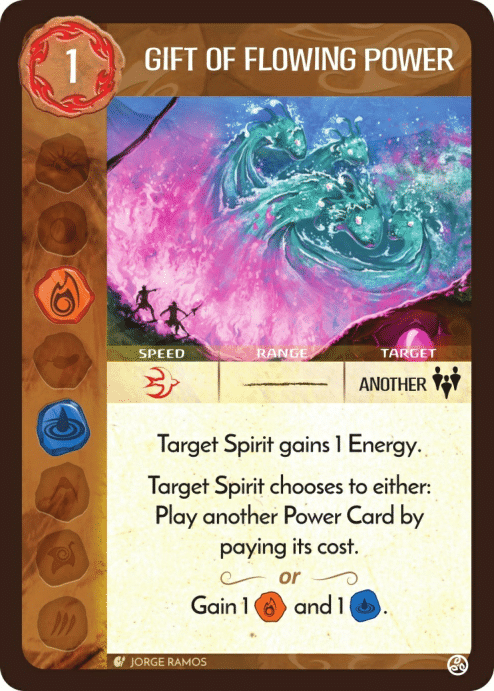 1
GIFT OF FLOWING POWER
SPEED RANGE TARGET
ANOTHER
Target Spirit gains 1 Energy.
Target Spirit chooses to either:
Play another Power Card by
paying its cost.
or
Gain 1 and 1 .
JORGE RAMOS